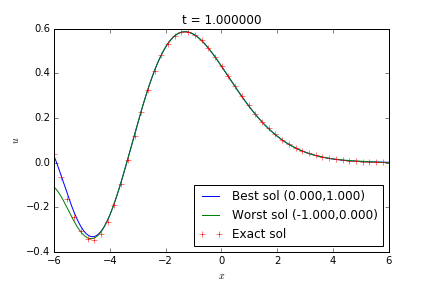 t = 1.000000
0.6
0.4
0.2
0.0
−0.2
−0.4
u
−6
−4
−2
0
2
4
6
x
Best sol (0.000,1.000)
Worst sol (-1.000,0.000)
Exact sol